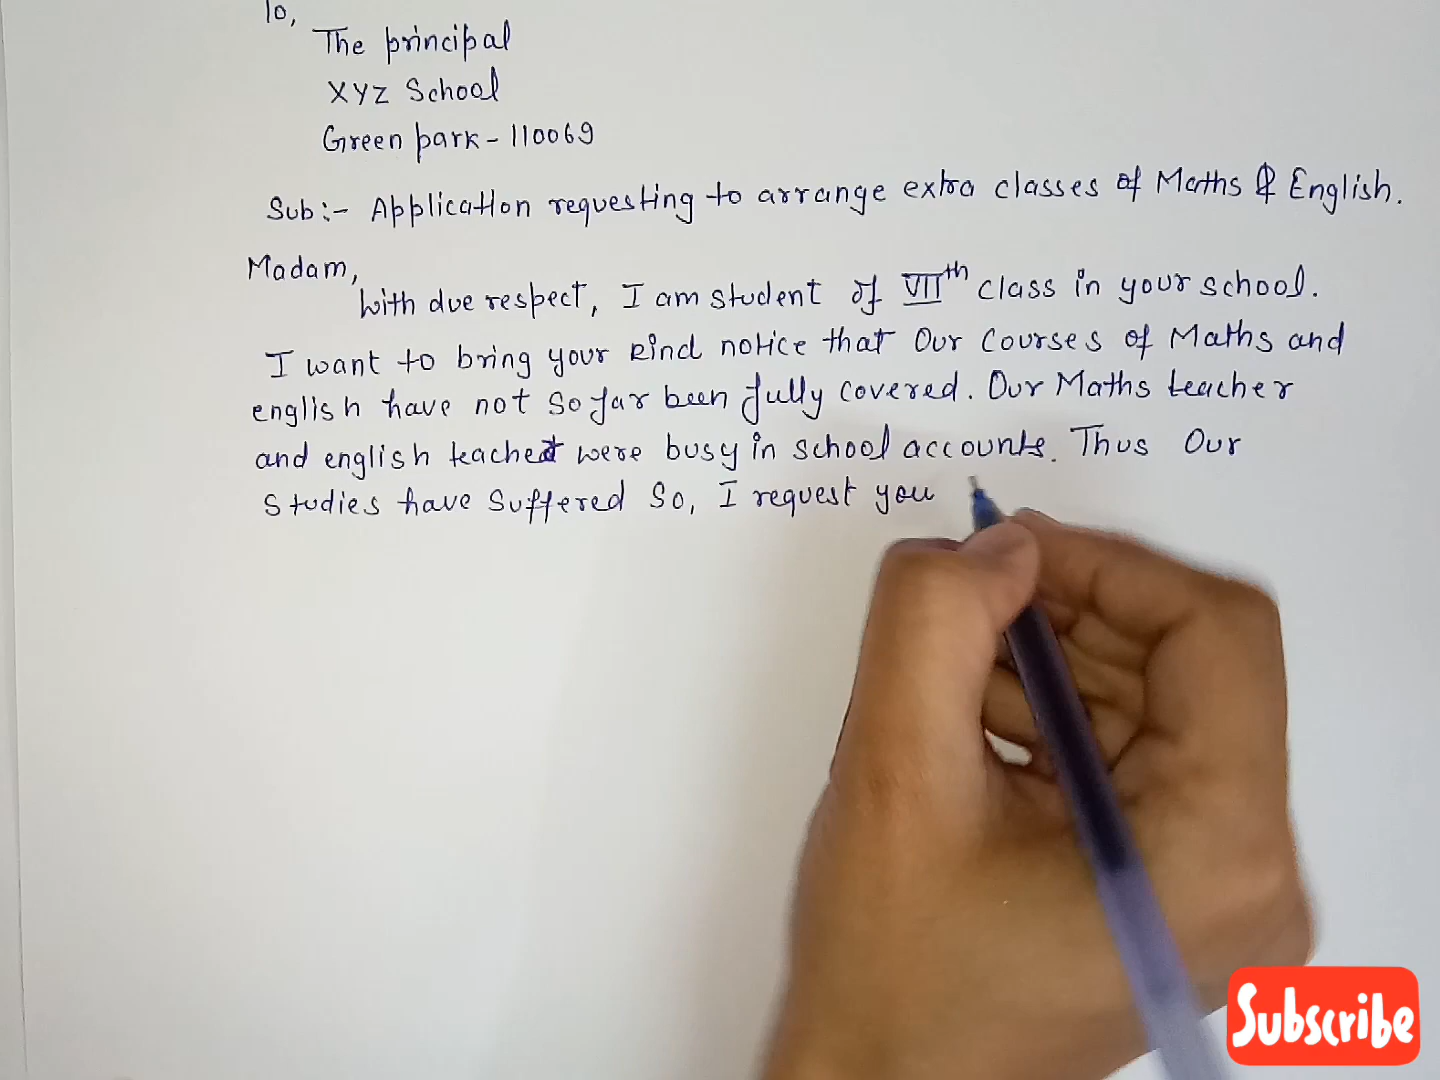 To,
The principal
XYZ School
Green park - 110069
Sub :- Application requesting to arrange extra classes of Maths & English.
Madam,
With due respect, I am student of VIIth class in your school.
I want to bring your kind notice that Our Courses of Maths and
english have not so far been fully covered. Our Maths teacher
and english teacher were busy in school accounts. Thus Our
Studies have Suffered So, I request you
Subscribe